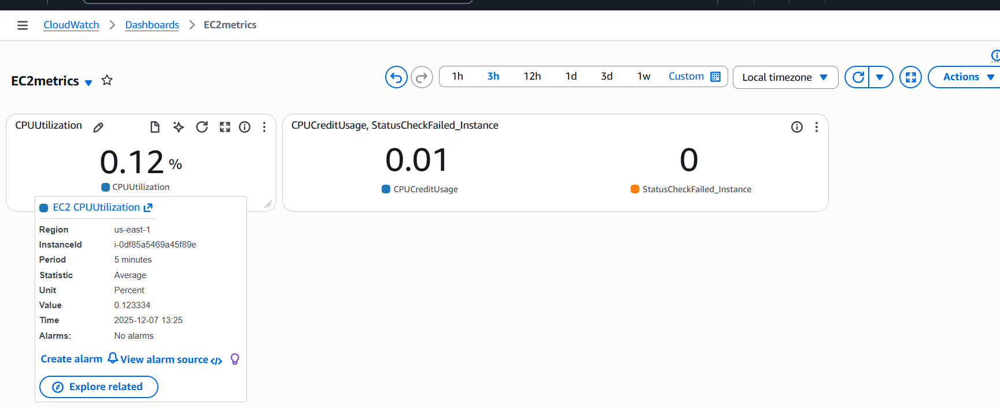 CloudWatch > Dashboards > EC2metrics
EC2metrics
1h 3h 12h 1d 3d 1w Custom
Local timezone
Actions
CPUUtilization
0.12 %
CPUUtilization
CPUCreditUsage, StatusCheckFailed_Instance
0.01
CPUCreditUsage
0
StatusCheckFailed_Instance
EC2 CPUUtilization
Region us-east-1
InstanceId i-0df85a5469a45f89e
Period 5 minutes
Statistic Average
Unit Percent
Value 0.123334
Time 2025-12-07 13:25
Alarms: No alarms
Create alarm View alarm source
Explore related